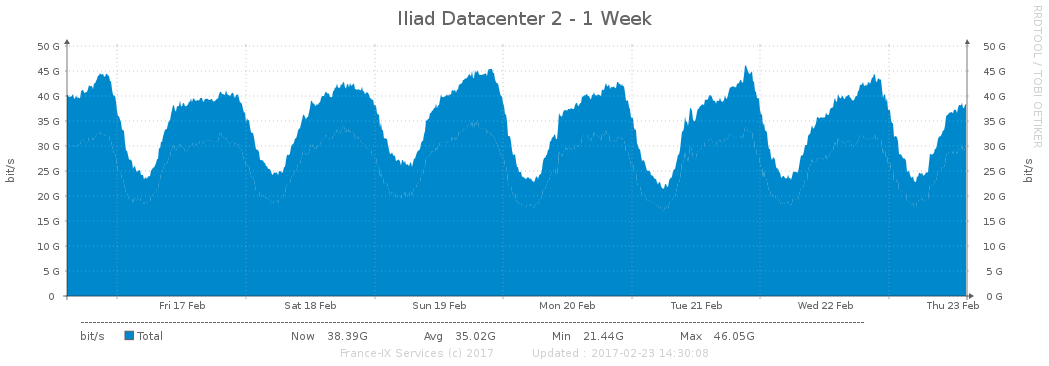 Iliad Datacenter 2 - 1 Week
RRDTOOL / TOBI OETIKER
50 G 50 G
45 G 45 G
40 G 40 G
35 G 35 G
30 G 30 G
25 G 25 G
20 G 20 G
15 G 15 G
10 G 10 G
5 G 5 G
0 0 G
bit/s bit/s
Fri 17 Feb Sat 18 Feb Sun 19 Feb Mon 20 Feb Tue 21 Feb Wed 22 Feb Thu 23 Feb
bit/s Total Now 38.39G Avg 35.02G Min 21.44G Max 46.05G
France-IX Services (c) 2017 Updated : 2017-02-23 14:30:08